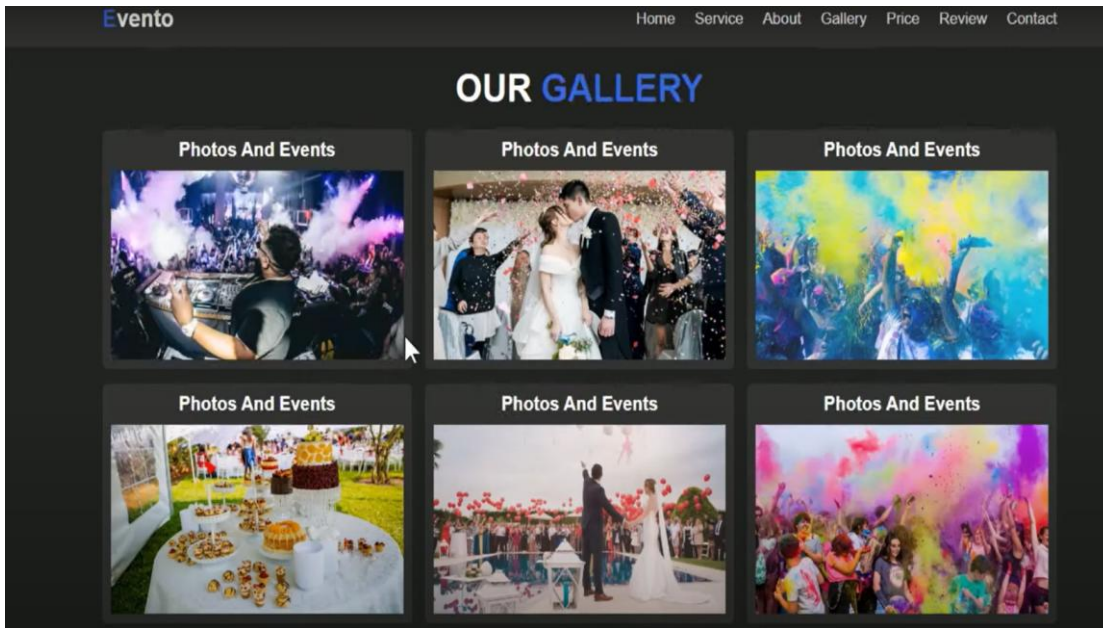 Evento
Home Service About Gallery Price Review Contact
OUR GALLERY
Photos And Events
Photos And Events
Photos And Events
Photos And Events
Photos And Events
Photos And Events